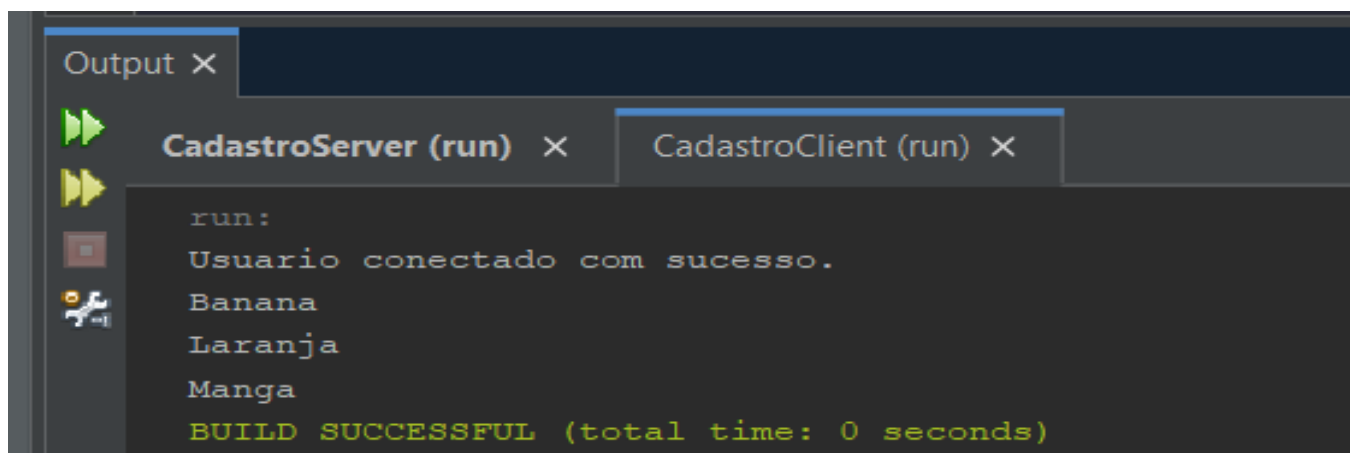 Output ×
CadastroServer (run) × CadastroClient (run) ×
run:
Usuario conectado com sucesso.
Banana
Laranja
Manga
BUILD SUCCESSFUL (total time: 0 seconds)